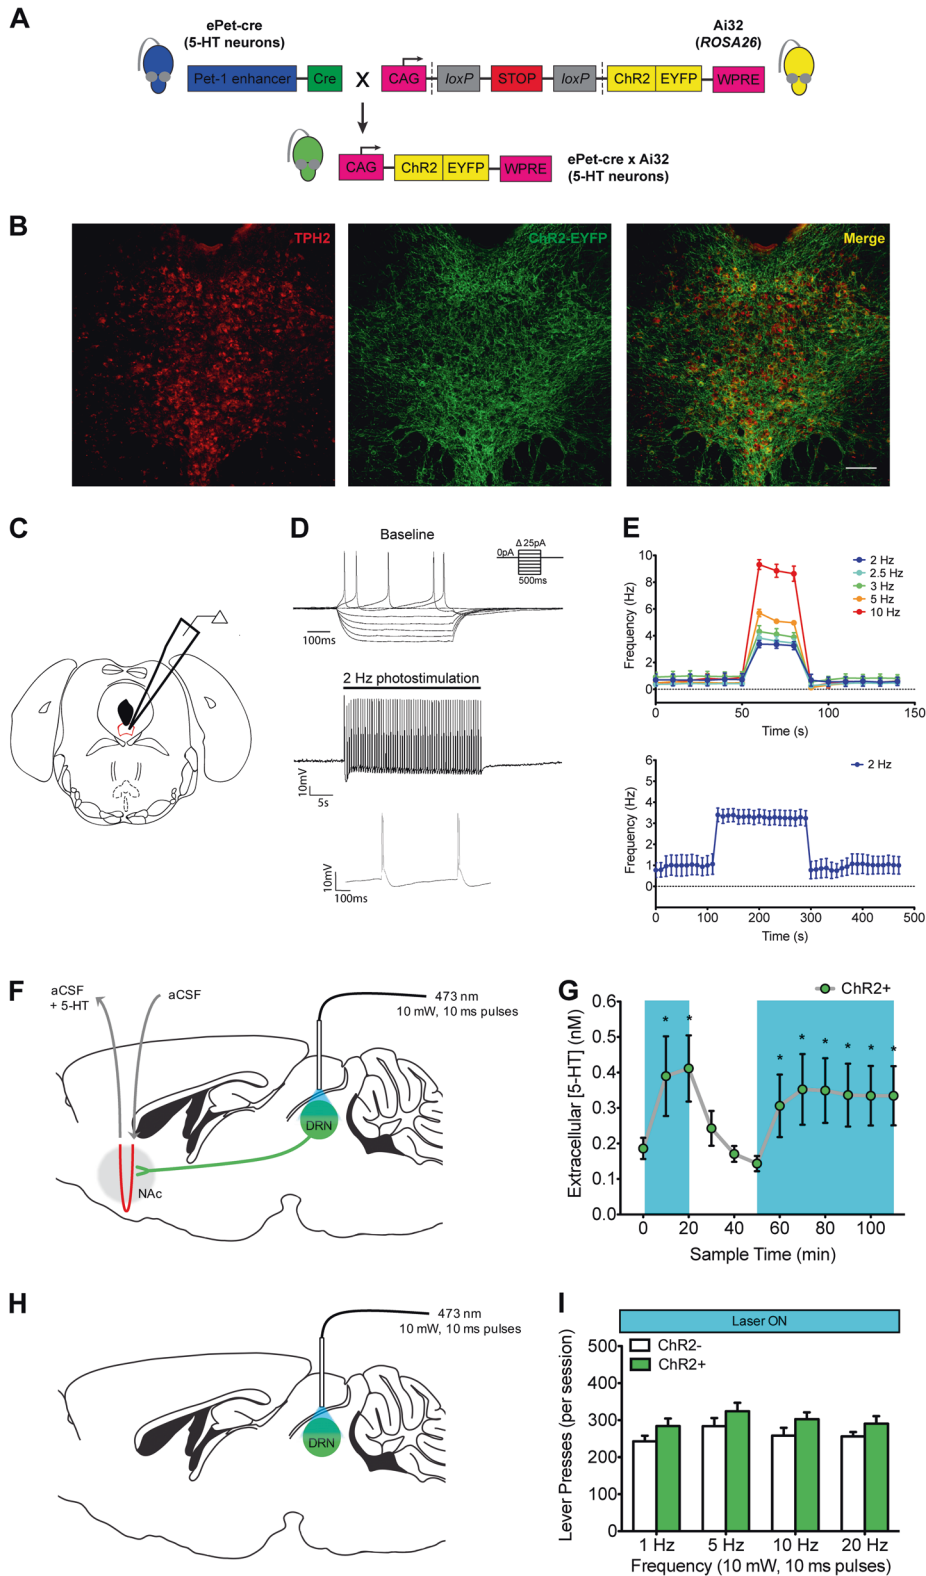 A
ePet-cre
(5-HT neurons)
Ai32
(ROSA26)
Pet-1 enhancer
Cre
X
CAG
loxP
STOP
loxP
ChR2
EYFP
WPRE
CAG
ChR2
EYFP
WPRE
ePet-cre x Ai32
(5-HT neurons)
B
TPH2
ChR2-EYFP
Merge
C
D
Baseline
Δ 25pA
0pA
500ms
100ms
2 Hz photostimulation
10mV
5s
10mV
100ms
E
Frequency (Hz)
10
8
6
4
2
0
0
50
100
150
Time (s)
2 Hz
2.5 Hz
3 Hz
5 Hz
10 Hz
Frequency (Hz)
6
5
4
3
2
1
0
0
100
200
300
400
500
Time (s)
2 Hz
F
aCSF
+ 5-HT
aCSF
473 nm
10 mW, 10 ms pulses
DRN
NAc
G
ChR2+
Extracellular [5-HT] (nM)
0.6
0.5
0.4
0.3
0.2
0.1
0.0
* * * * * * * *
0
20
40
60
80
100
Sample Time (min)
H
473 nm
10 mW, 10 ms pulses
DRN
I
Laser ON
Lever Presses (per session)
500
400
300
200
100
0
ChR2-
ChR2+
1 Hz
5 Hz
10 Hz
20 Hz
Frequency (10 mW, 10 ms pulses)